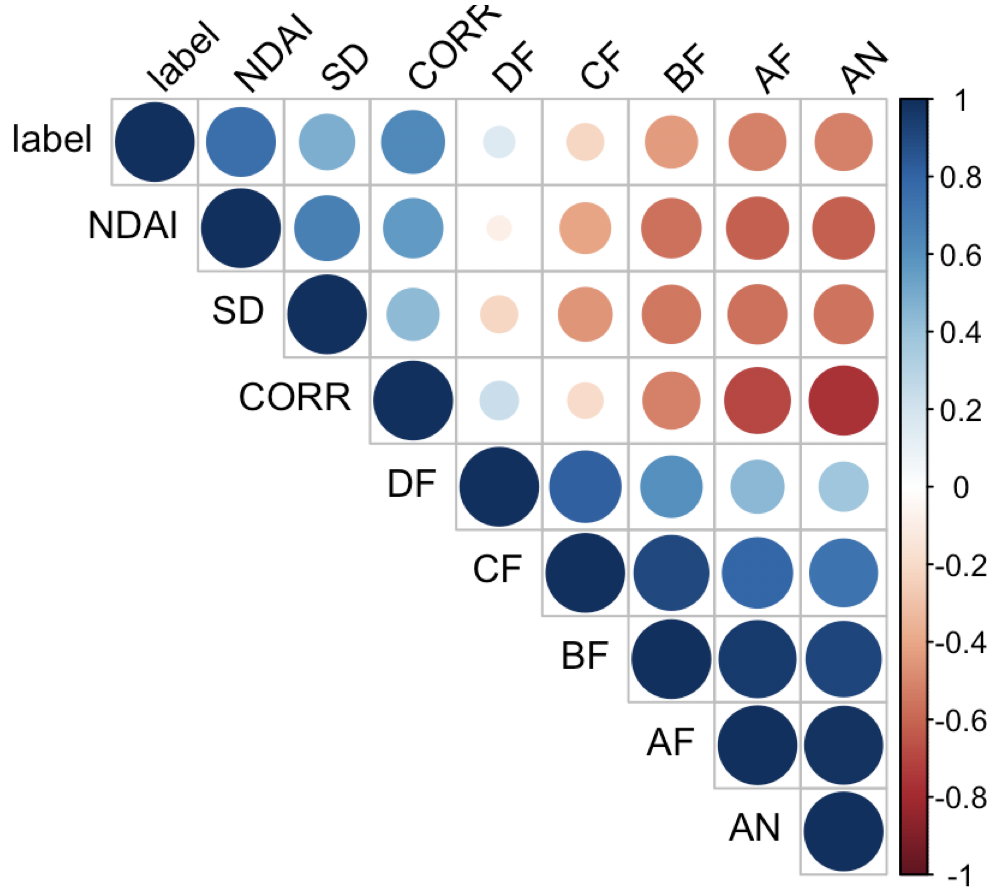 label NDAI SD CORR DF CF BF AF AN
label
NDAI
SD
CORR
DF
CF
BF
AF
AN
1
0.8
0.6
0.4
0.2
0
-0.2
-0.4
-0.6
-0.8
-1